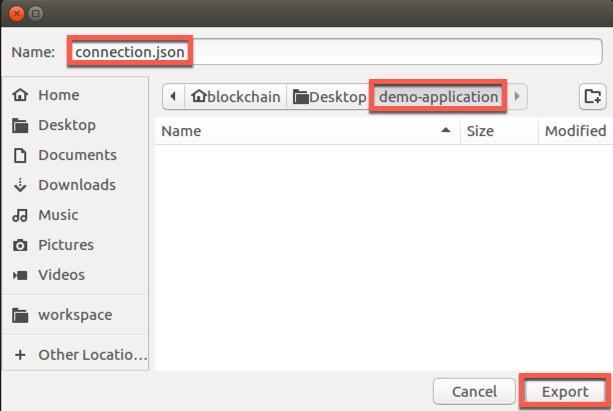 Name: connection.json
Home
Desktop
Documents
Downloads
Music
Pictures
Videos
workspace
Other Locatio...
blockchain Desktop demo-application
Name Size Modified
Cancel Export